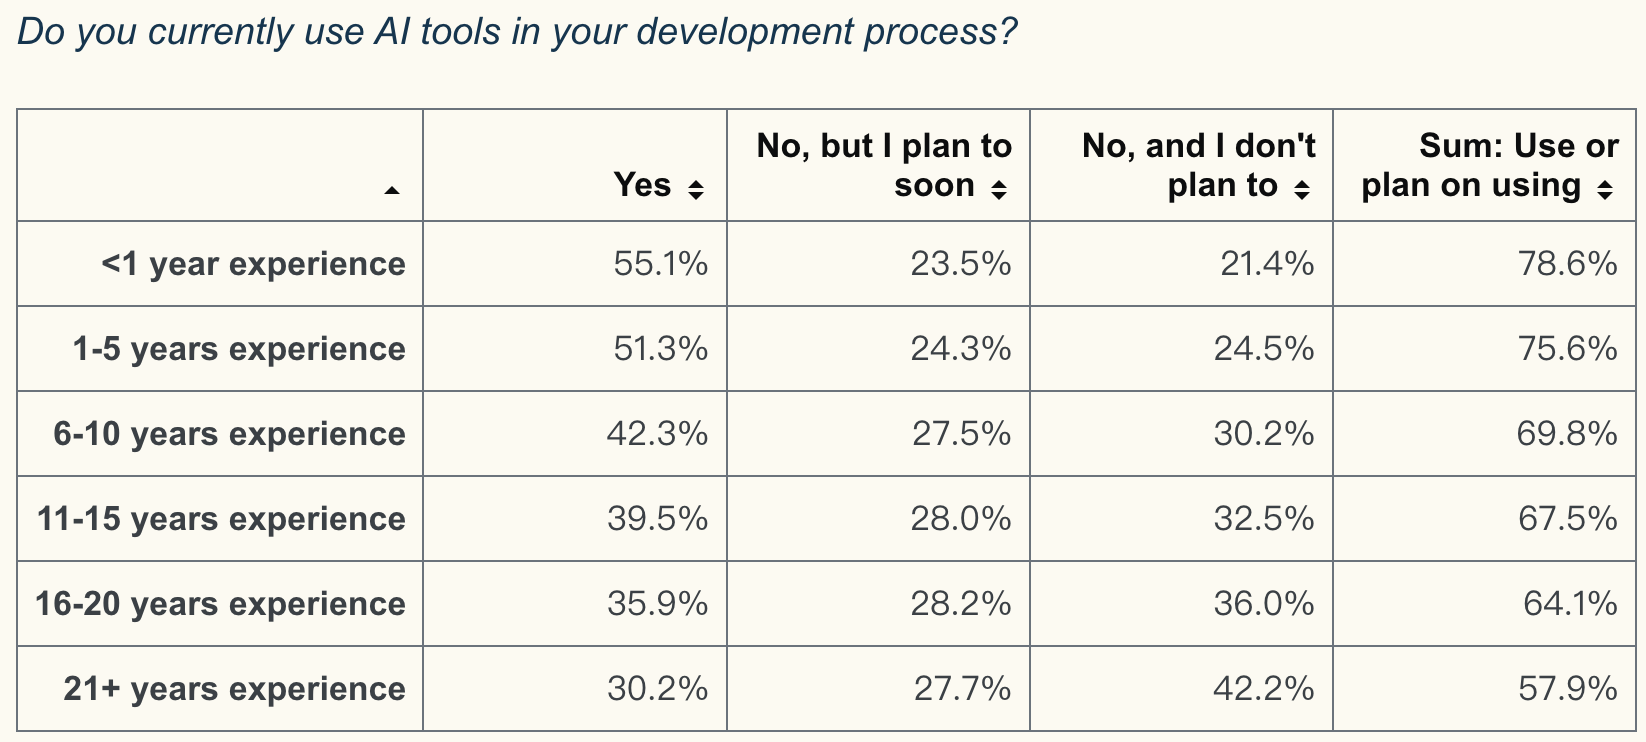 Do you currently use AI tools in your development process?
Yes
No, but I plan to
soon
No, and I don't
plan to
Sum: Use or
plan on using
<1 year experience 55.1% 23.5% 21.4% 78.6%
1-5 years experience 51.3% 24.3% 24.5% 75.6%
6-10 years experience 42.3% 27.5% 30.2% 69.8%
11-15 years experience 39.5% 28.0% 32.5% 67.5%
16-20 years experience 35.9% 28.2% 36.0% 64.1%
21+ years experience 30.2% 27.7% 42.2% 57.9%